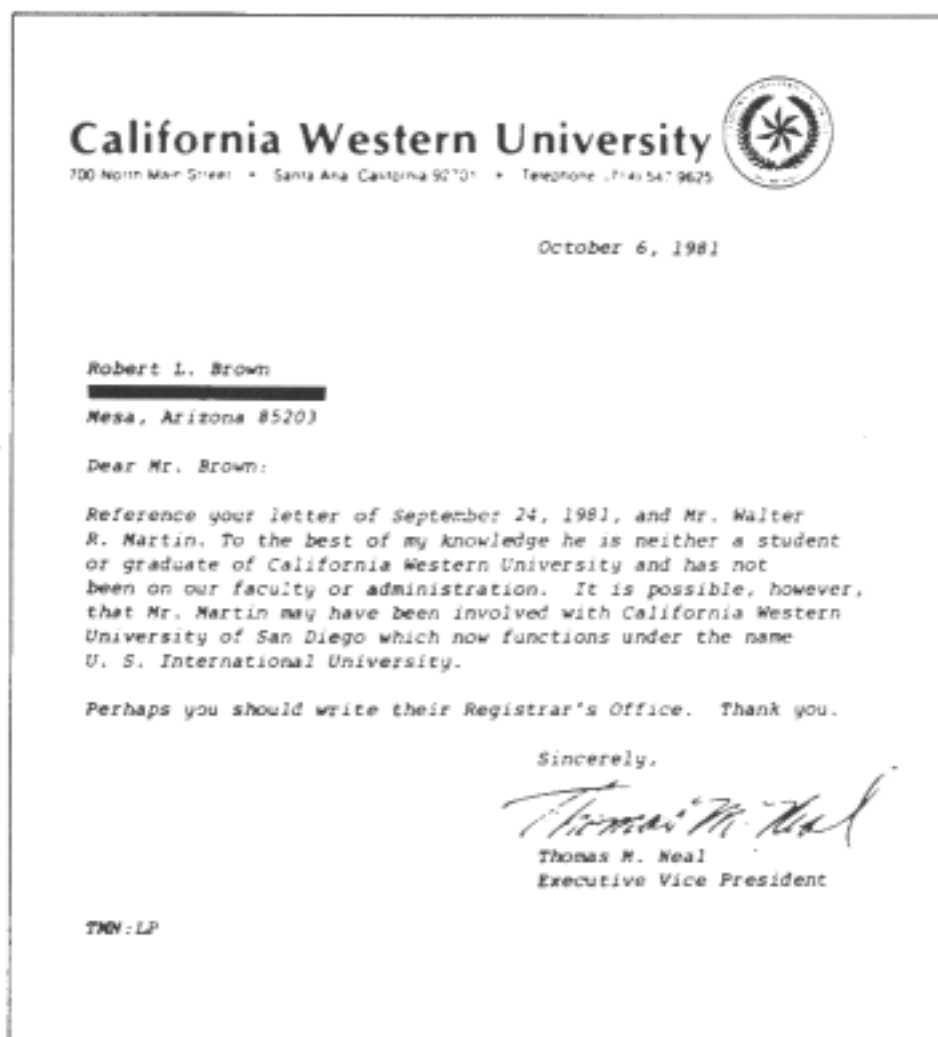 California Western University
700 North Main Street • Santa Ana California 92701 • Telephone (714) 547 9625
October 6, 1981
Robert L. Brown
Mesa, Arizona 85203
Dear Mr. Brown:
Reference your letter of September 24, 1981, and Mr. Walter
R. Martin. To the best of my knowledge he is neither a student
or graduate of California Western University and has not
been on our faculty or administration. It is possible, however,
that Mr. Martin may have been involved with California Western
University of San Diego which now functions under the name
U. S. International University.
Perhaps you should write their Registrar's Office. Thank you.
Sincerely,
Thomas M. Neal
Thomas M. Neal
Executive Vice President
TMN:LP